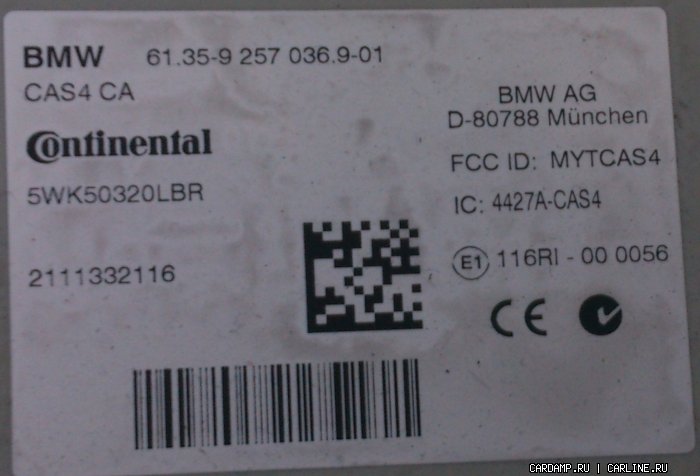 BMW 61.35-9 257 036.9-01
CAS4 CA
Continental
5WK50320LBR
2111332116
BMW AG
D-80788 München
FCC ID: MYTCAS4
IC: 4427A-CAS4
E1 116RI - 00 0056
CE
CARDAMP.RU | CARLINE.RU